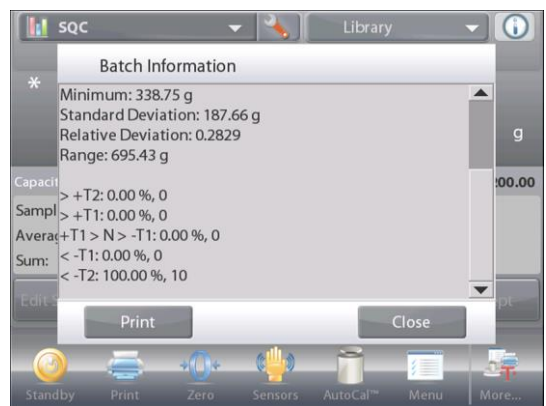 SQC
Library
Batch Information
*
Minimum: 338.75 g
Standard Deviation: 187.66 g
Relative Deviation: 0.2829
Range: 695.43 g
g
> +T2: 0.00 %, 0
> +T1: 0.00 %, 0
+T1 > N > -T1: 0.00 %, 0
< -T1: 0.00 %, 0
< -T2: 100.00 %, 10
Capacit
200.00
Sampl
Averag
Sum:
Edit S
pt
Print
Close
Standby
Print
Zero
Sensors
AutoCal™
Menu
More...